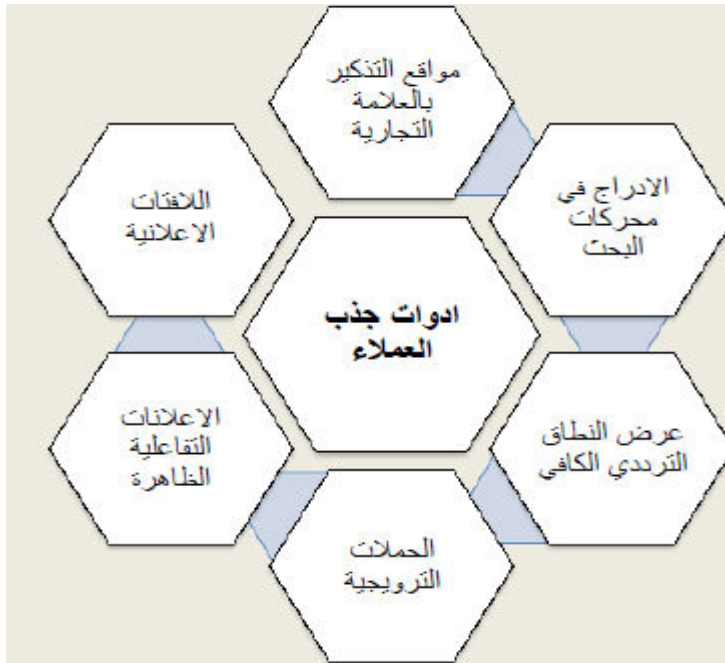 مواقع التذكير
بالعلامة
التجارية
الادراج في
محركات
البحث
عرض النطاق
الترددي الكافي
الحملات
الترويجية
الاعلانات
التفاعلية
الظاهرة
اللافتات
الاعلانية
ادوات جذب
العملاء